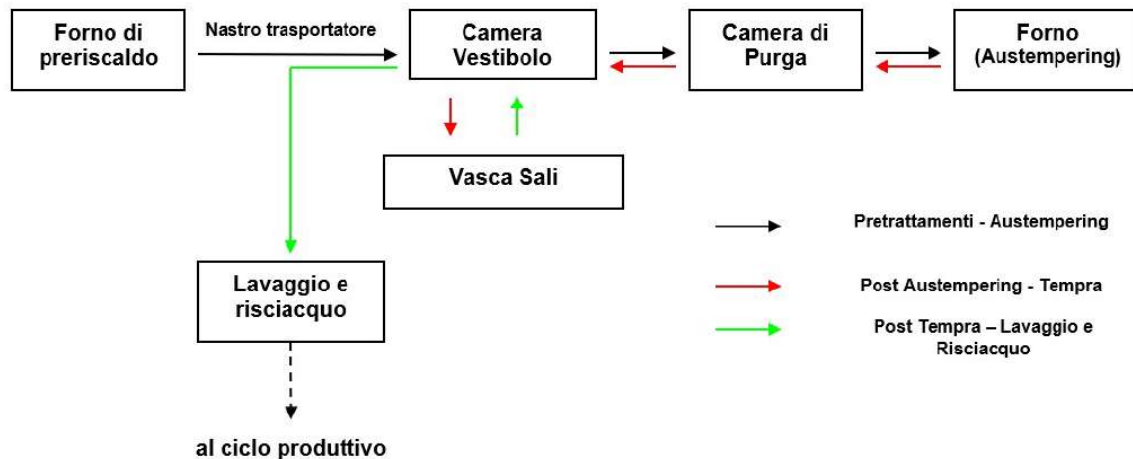 Forno di
preriscaldo
Nastro trasportatore
Camera
Vestibolo
Camera di
Purga
Forno
(Austempering)
Vasca Sali
Pretrattamenti - Austempering
Post Austempering - Tempra
Post Tempra – Lavaggio e
Risciacquo
Lavaggio e
risciacquo
al ciclo produttivo